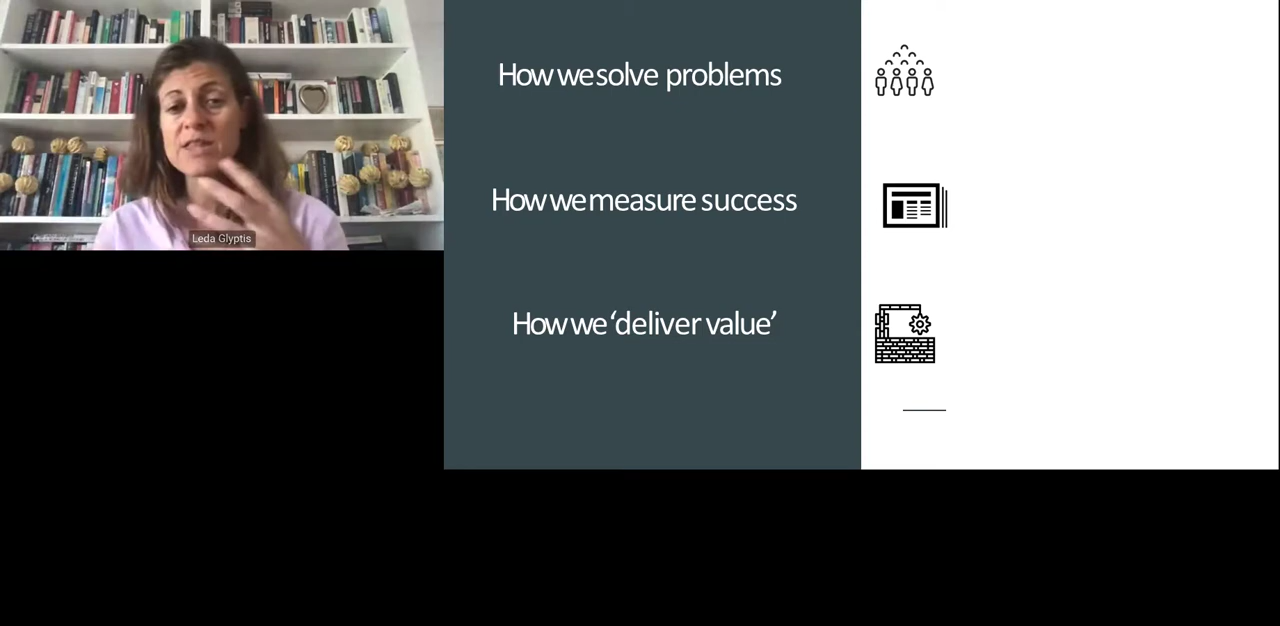 Leda Glyptis
How we solve problems
How we measure success
How we ‘deliver value’